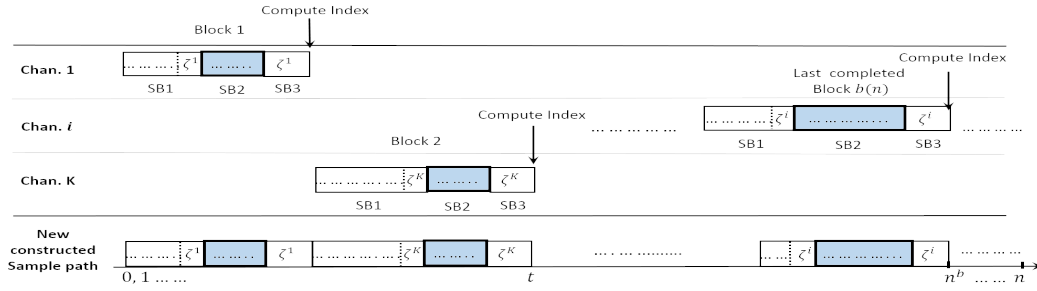 Compute Index
Block 1
Chan. 1
... ... ... . ζ¹ ... ... . . ζ¹
SB1 SB2 SB3
Compute Index
Last completed
Block b(n)
Chan. i
Compute Index
... ... ... ... ... ...
... ... ... ... ζⁱ ... ... ... ... . . ζⁱ
... ... ... ...
SB1 SB2 SB3
Block 2
Chan. K
... ... ... . ... ... ζᴷ ... ... . . ζᴷ
SB1 SB2 SB3
New
constructed
Sample path
... ... ... . ζ¹ ... ... . . ζ¹ ... ... ... . ... ... ζᴷ ... ... . . ζᴷ ... . ... ......... ... ... ... ζⁱ ... ... ... ... . . ζⁱ ... ... ... ...
0, 1 ... ... t nᵇ ... ... n